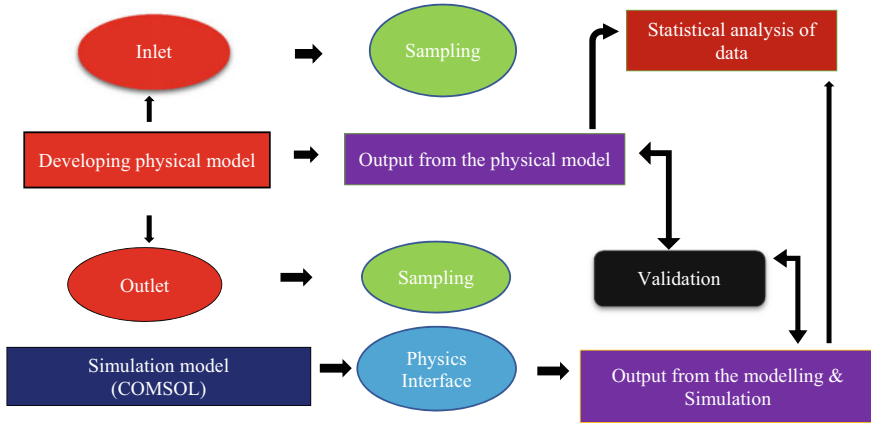 Inlet
Sampling
Statistical analysis of
data
Developing physical model
Output from the physical model
Outlet
Sampling
Validation
Simulation model
(COMSOL)
Physics
Interface
Output from the modelling &
Simulation